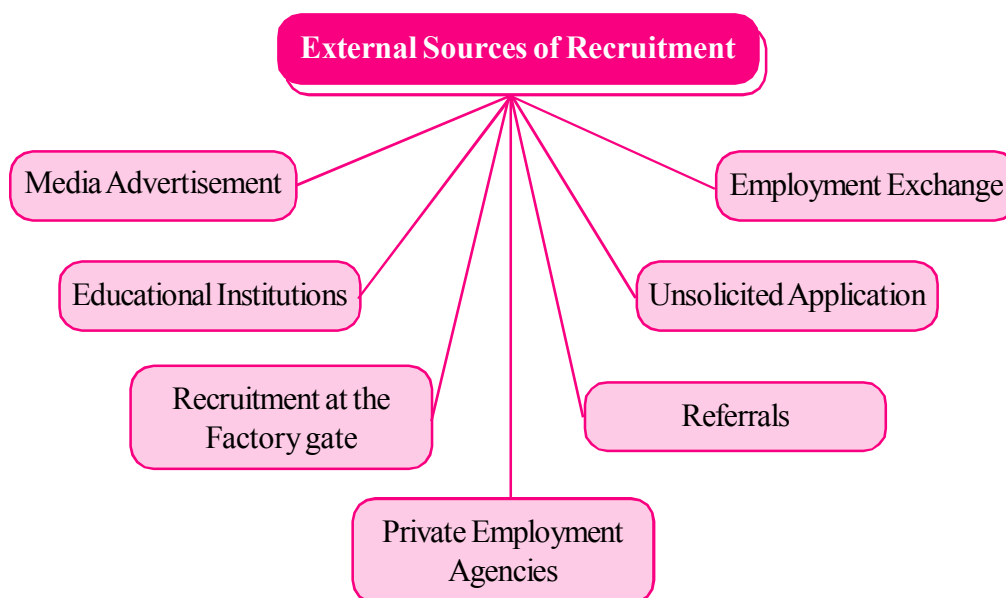 External Sources of Recruitment
Media Advertisement
Employment Exchange
Educational Institutions
Unsolicited Application
Recruitment at the
Factory gate
Referrals
Private Employment
Agencies